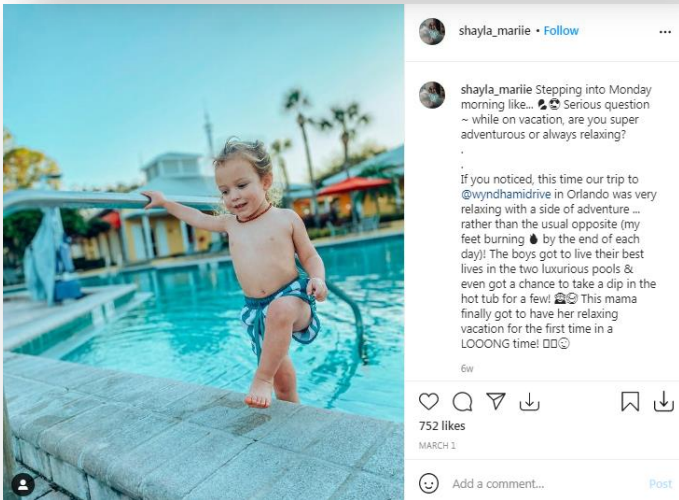 shayla_mariie • Follow
shayla_mariie Stepping into Monday
morning like... Serious question
~ while on vacation, are you super
adventurous or always relaxing?
.
.
If you noticed, this time our trip to
@wyndhamidrive in Orlando was very
relaxing with a side of adventure ...
rather than the usual opposite (my
feet burning by the end of each
day)! The boys got to live their best
lives in the two luxurious pools &
even got a chance to take a dip in the
hot tub for a few! This mama
finally got to have her relaxing
vacation for the first time in a
LOOONG time!
6w
752 likes
MARCH 1
Add a comment...
Post